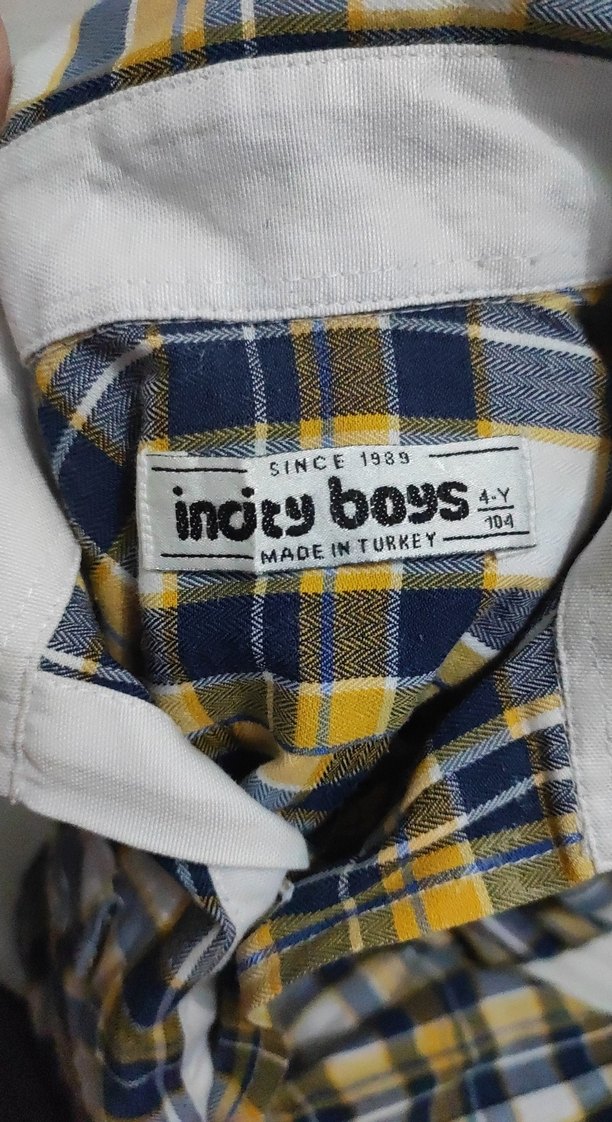 SINCE 1989
incity boys
4-Y
104
MADE IN TURKEY